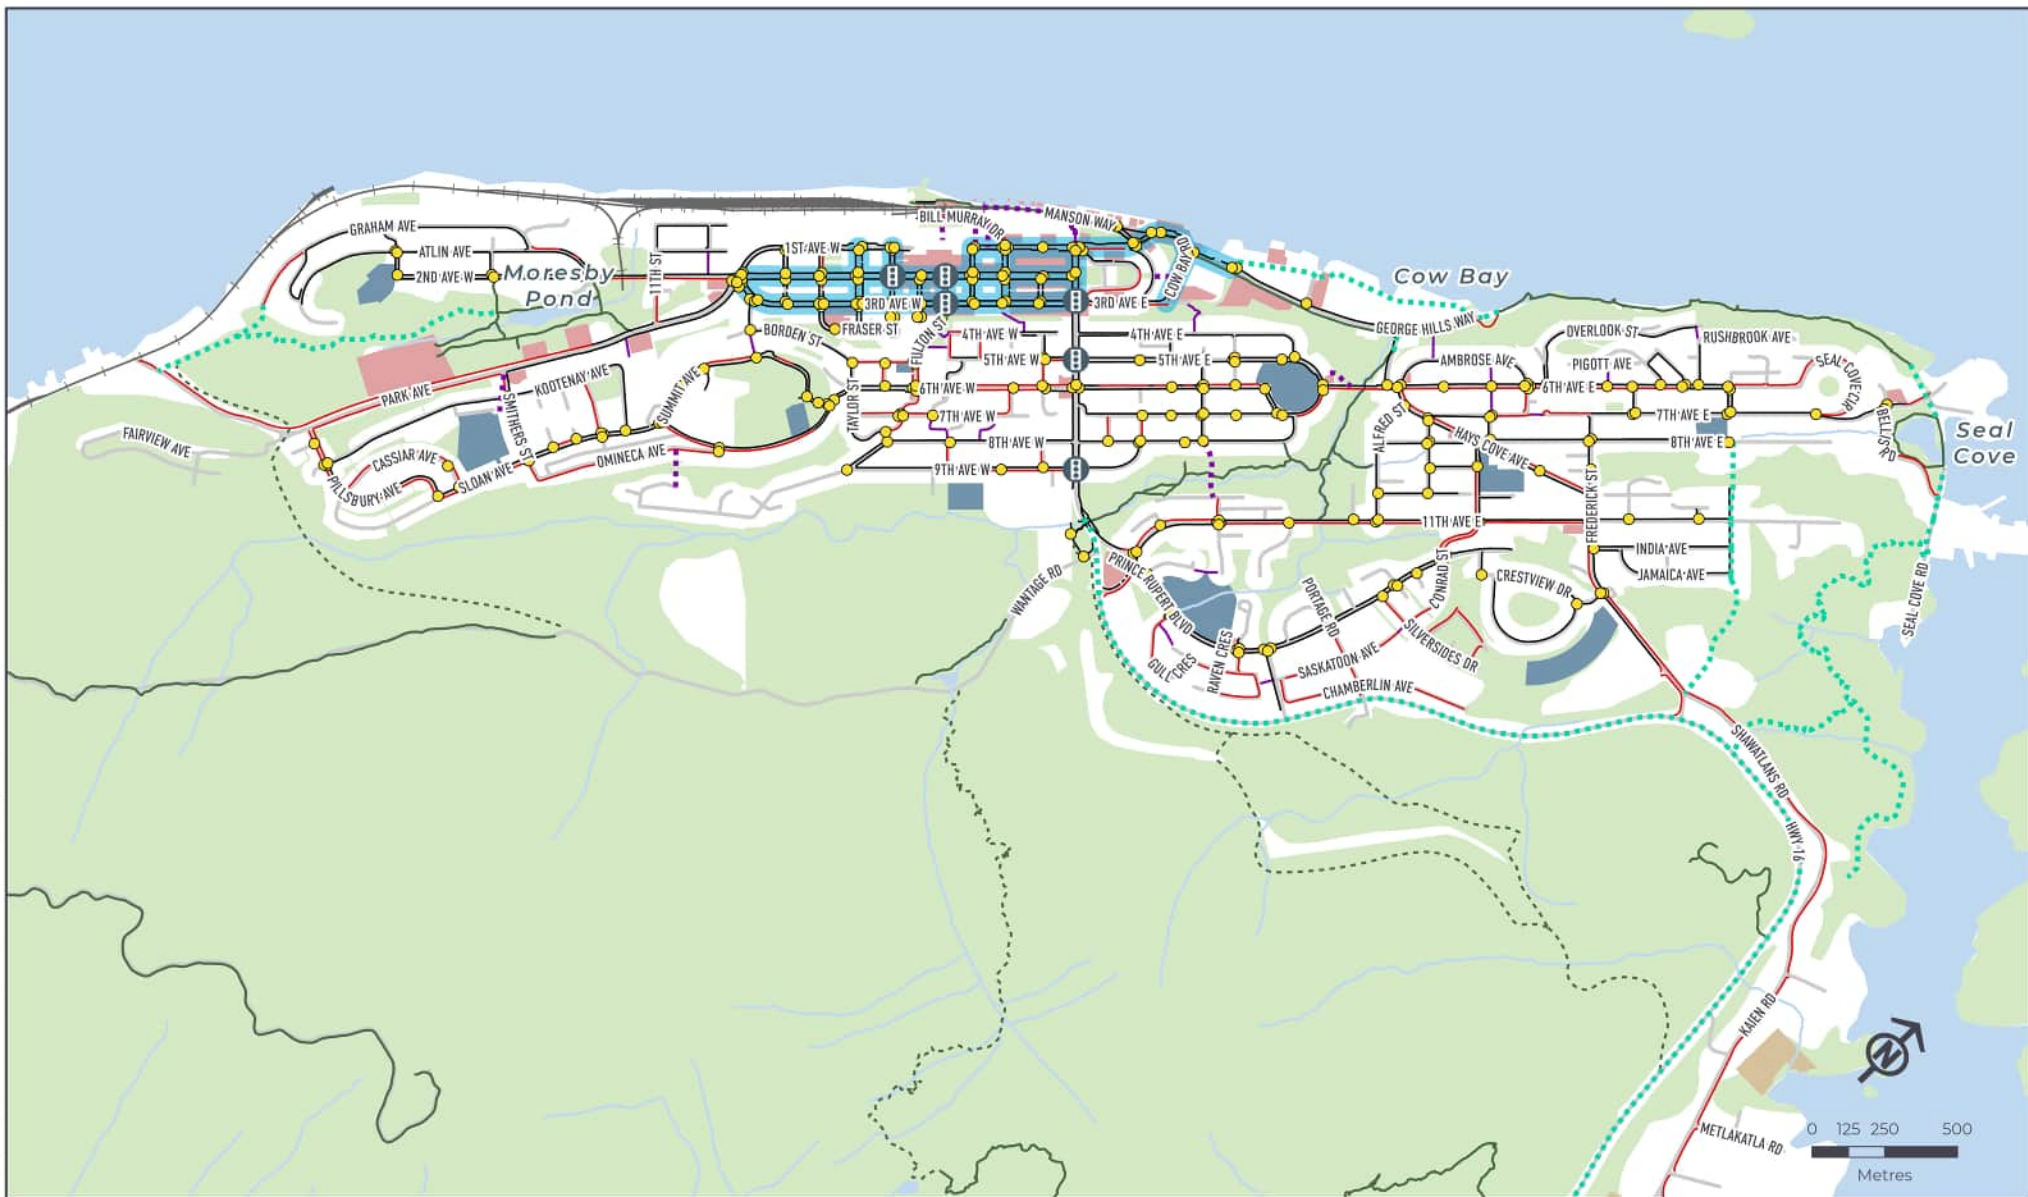 BILL MURRAY DR
MANSON WAY
GRAHAM AVE
1ST AVE W
COW BAY RD
ATLIN AVE
2ND AVE W
Moresby
Pond
11TH ST
Cow Bay
3RD AVE W
3RD AVE E
FRASER ST
BORDEN ST
FULTON ST
4TH AVE W
4TH AVE E
GEORGE HILLS WAY
OVERLOOK ST
RUSHBROOK AVE
5TH AVE W
5TH AVE E
AMBROSE AVE
PIGOTT AVE
SEAL COVE CIR
PARK AVE
KOOTENAY AVE
SUMMIT AVE
TAYLOR ST
6TH AVE W
6TH AVE E
SMITHERS ST
7TH AVE W
ALFRED ST
7TH AVE E
BELLIS RD
Seal
Cove
FAIRVIEW AVE
CASSIAR AVE
OMINECA AVE
8TH AVE W
HAYS COVE AVE
8TH AVE E
PILLSBURY AVE
SLOAN AVE
9TH AVE W
FREDERICK ST
11TH AVE E
INDIA AVE
JAMAICA AVE
WANTAGE RD
PRINCE RUPERT BLVD
PORTAGE RD
CONRAD ST
CRESTVIEW DR
SEAL COVE RD
GULL CRES
RAVEN CRES
SASKATOON AVE
SILVERSIDES DR
CHAMBERLIN AVE
SHAWATLANS RD
HWY 16
KAIEN RD
N
METLAKATLA RD
0 125 250 500
Metres